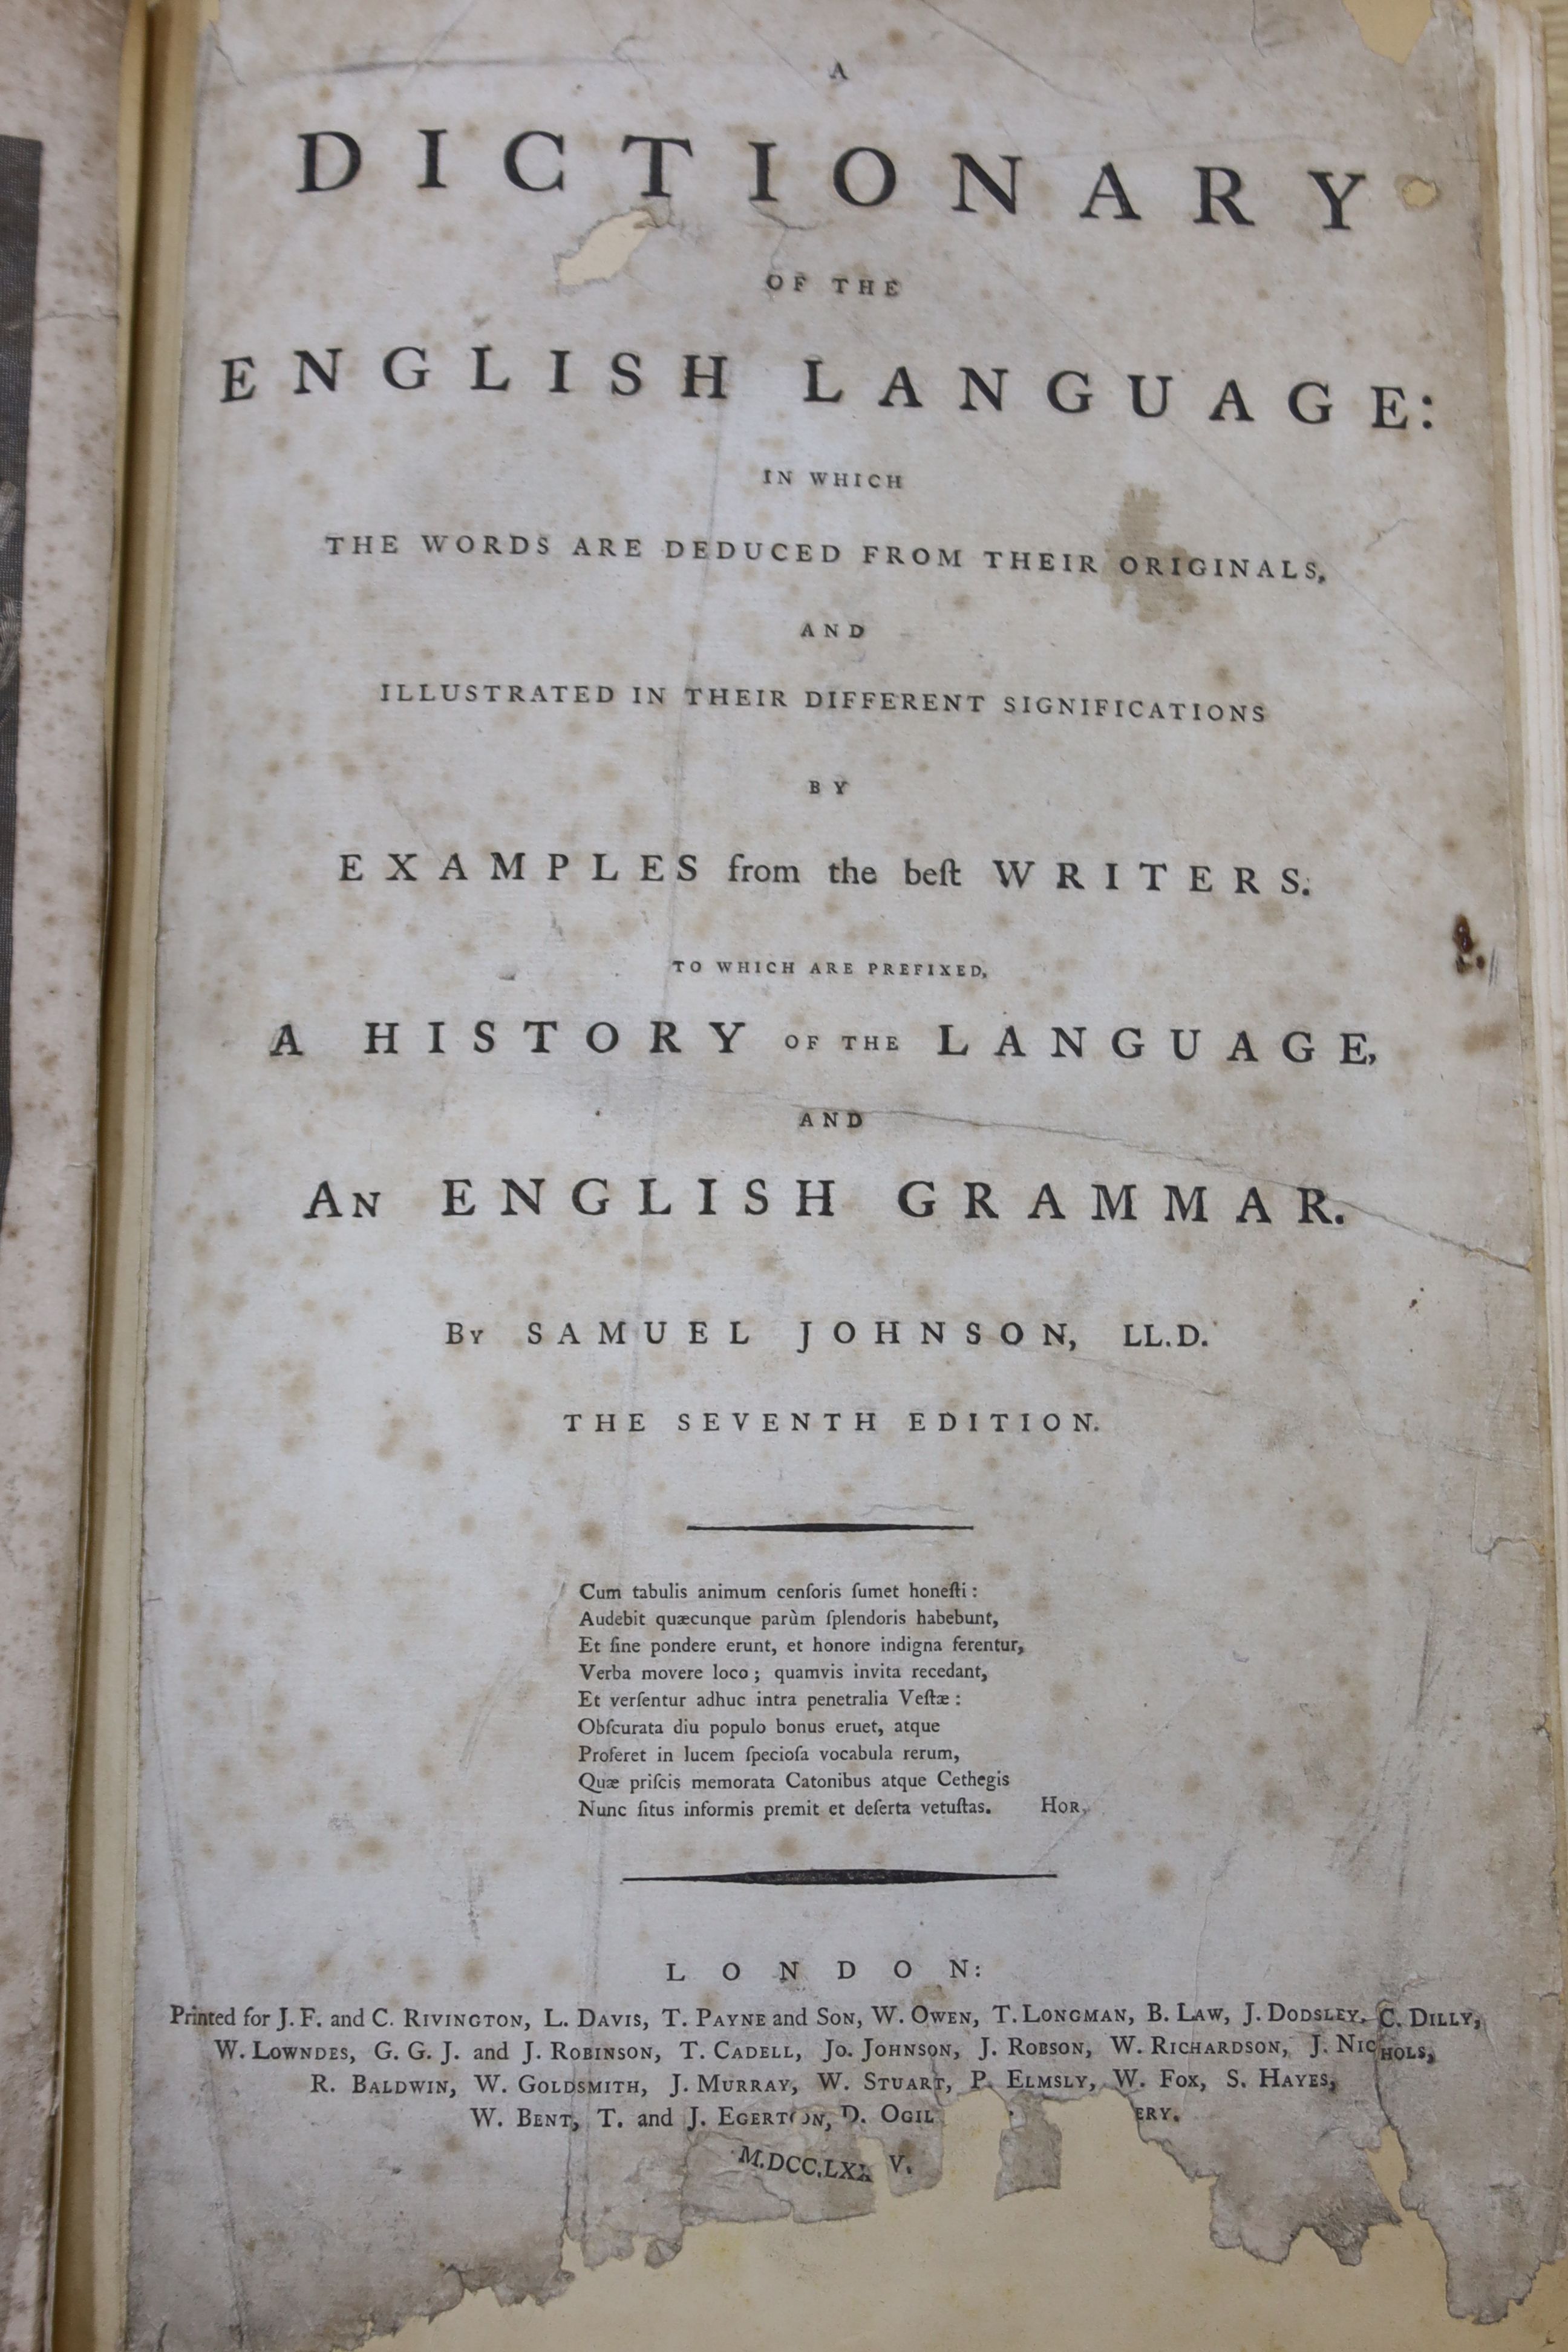 A
DICTIONARY
OF THE
ENGLISH LANGUAGE:
IN WHICH
THE WORDS ARE DEDUCED FROM THEIR ORIGINALS,
AND
ILLUSTRATED IN THEIR DIFFERENT SIGNIFICATIONS
BY
EXAMPLES from the beſt WRITERS.
TO WHICH ARE PREFIXED,
A HISTORY OF THE LANGUAGE,
AND
AN ENGLISH GRAMMAR.
BY SAMUEL JOHNSON, LL.D.
THE SEVENTH EDITION.
Cum tabulis animum cenſoris ſumet honeſti:
Audebit quæcunque parùm ſplendoris habebunt,
Et ſine pondere erunt, et honore indigna ferentur,
Verba movere loco; quamvis invita recedant,
Et verſentur adhuc intra penetralia Veſtæ:
Obſcurata diu populo bonus eruet, atque
Proferet in lucem ſpecioſa vocabula rerum,
Quæ priſcis memorata Catonibus atque Cethegis
Nunc ſitus informis premit et deſerta vetuſtas. HOR.
LONDON:
Printed for J. F. and C. RIVINGTON, L. DAVIS, T. PAYNE and SON, W. OWEN, T. LONGMAN, B. LAW, J. DODSLEY, C. DILLY,
W. LOWNDES, G. G. J. and J. ROBINSON, T. CADELL, JO. JOHNSON, J. ROBSON, W. RICHARDSON, J. NICHOLS,
R. BALDWIN, W. GOLDSMITH, J. MURRAY, W. STUART, P. ELMSLY, W. FOX, S. HAYES,
W. BENT, T. and J. EGERTON, D. OGIL ERY.
M.DCC.LXX V.